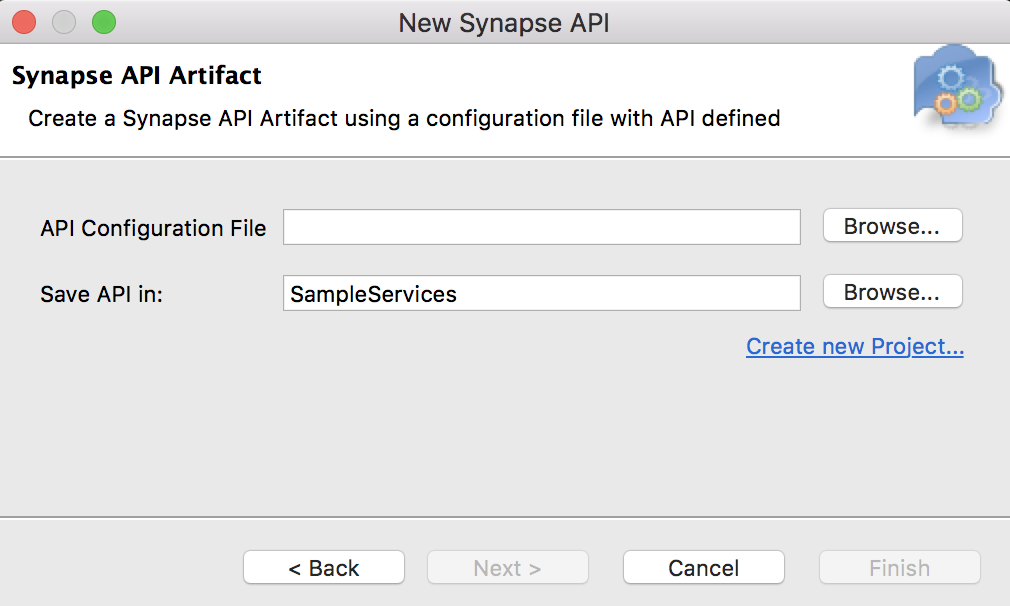 New Synapse API
Synapse API Artifact
Create a Synapse API Artifact using a configuration file with API defined
API Configuration File Browse...
Save API in: SampleServices Browse...
Create new Project...
< Back Next > Cancel Finish